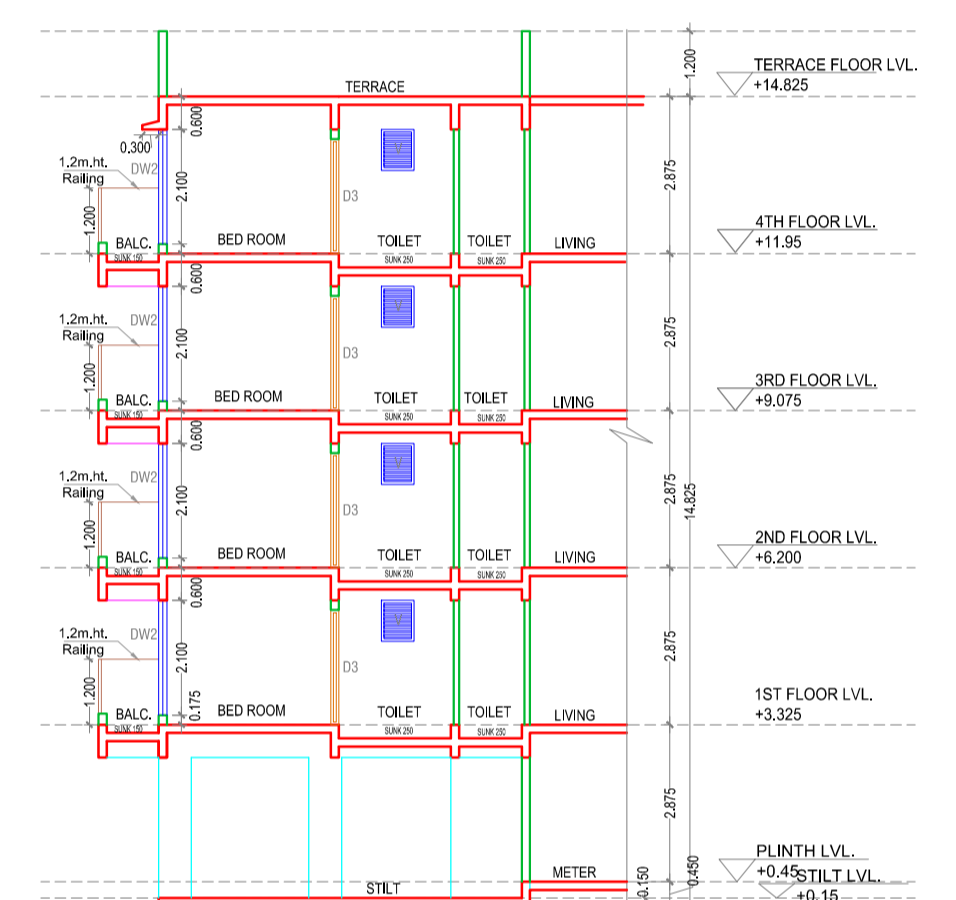 1.200
TERRACE FLOOR LVL.
+14.825
TERRACE
0.600
0.300
1.2m.ht.
Railing
DW2
2.100
1.200
D3
V
2.875
BALC.
BED ROOM
TOILET
TOILET
LIVING
SUNK 150
SUNK 250
SUNK 250
4TH FLOOR LVL.
+11.95
0.600
1.2m.ht.
Railing
DW2
2.100
1.200
D3
V
2.875
BALC.
BED ROOM
TOILET
TOILET
LIVING
SUNK 150
SUNK 250
SUNK 250
3RD FLOOR LVL.
+9.075
0.600
1.2m.ht.
Railing
DW2
2.100
1.200
D3
V
2.875
14.825
BALC.
BED ROOM
TOILET
TOILET
LIVING
SUNK 150
SUNK 250
SUNK 250
2ND FLOOR LVL.
+6.200
0.600
1.2m.ht.
Railing
DW2
2.100
1.200
0.175
D3
V
2.875
BALC.
BED ROOM
TOILET
TOILET
LIVING
SUNK 150
SUNK 250
SUNK 250
1ST FLOOR LVL.
+3.325
2.875
PLINTH LVL.
+0.45
STILT LVL.
+0.15
METER
0.150
0.450
STILT